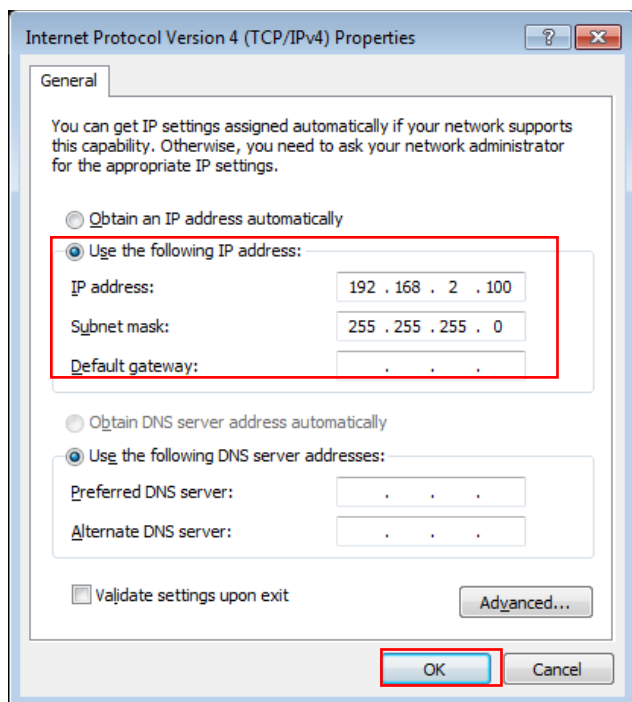 Internet Protocol Version 4 (TCP/IPv4) Properties
General
You can get IP settings assigned automatically if your network supports
this capability. Otherwise, you need to ask your network administrator
for the appropriate IP settings.
Obtain an IP address automatically
Use the following IP address:
IP address: 192 . 168 . 2 . 100
Subnet mask: 255 . 255 . 255 . 0
Default gateway: . . .
Obtain DNS server address automatically
Use the following DNS server addresses:
Preferred DNS server: . . .
Alternate DNS server: . . .
Validate settings upon exit
Advanced...
OK Cancel